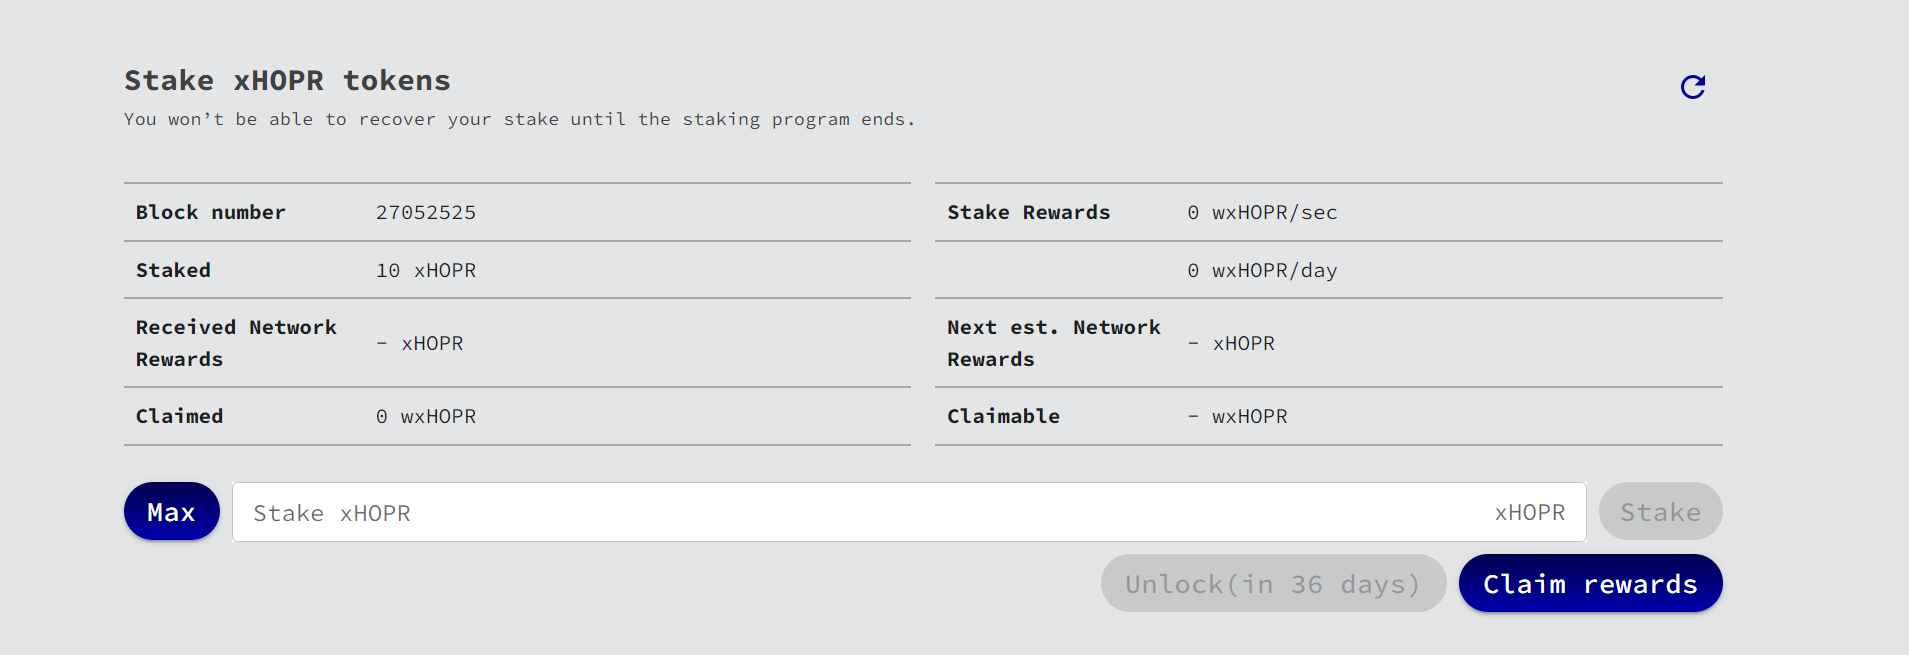 Stake xHOPR tokens
You won’t be able to recover your stake until the staking program ends.
Block number 27052525
Staked 10 xHOPR
Received Network
Rewards
- xHOPR
Claimed 0 wxHOPR
Stake Rewards 0 wxHOPR/sec
0 wxHOPR/day
Next est. Network
Rewards
- xHOPR
Claimable - wxHOPR
Max Stake xHOPR xHOPR Stake
Unlock(in 36 days) Claim rewards